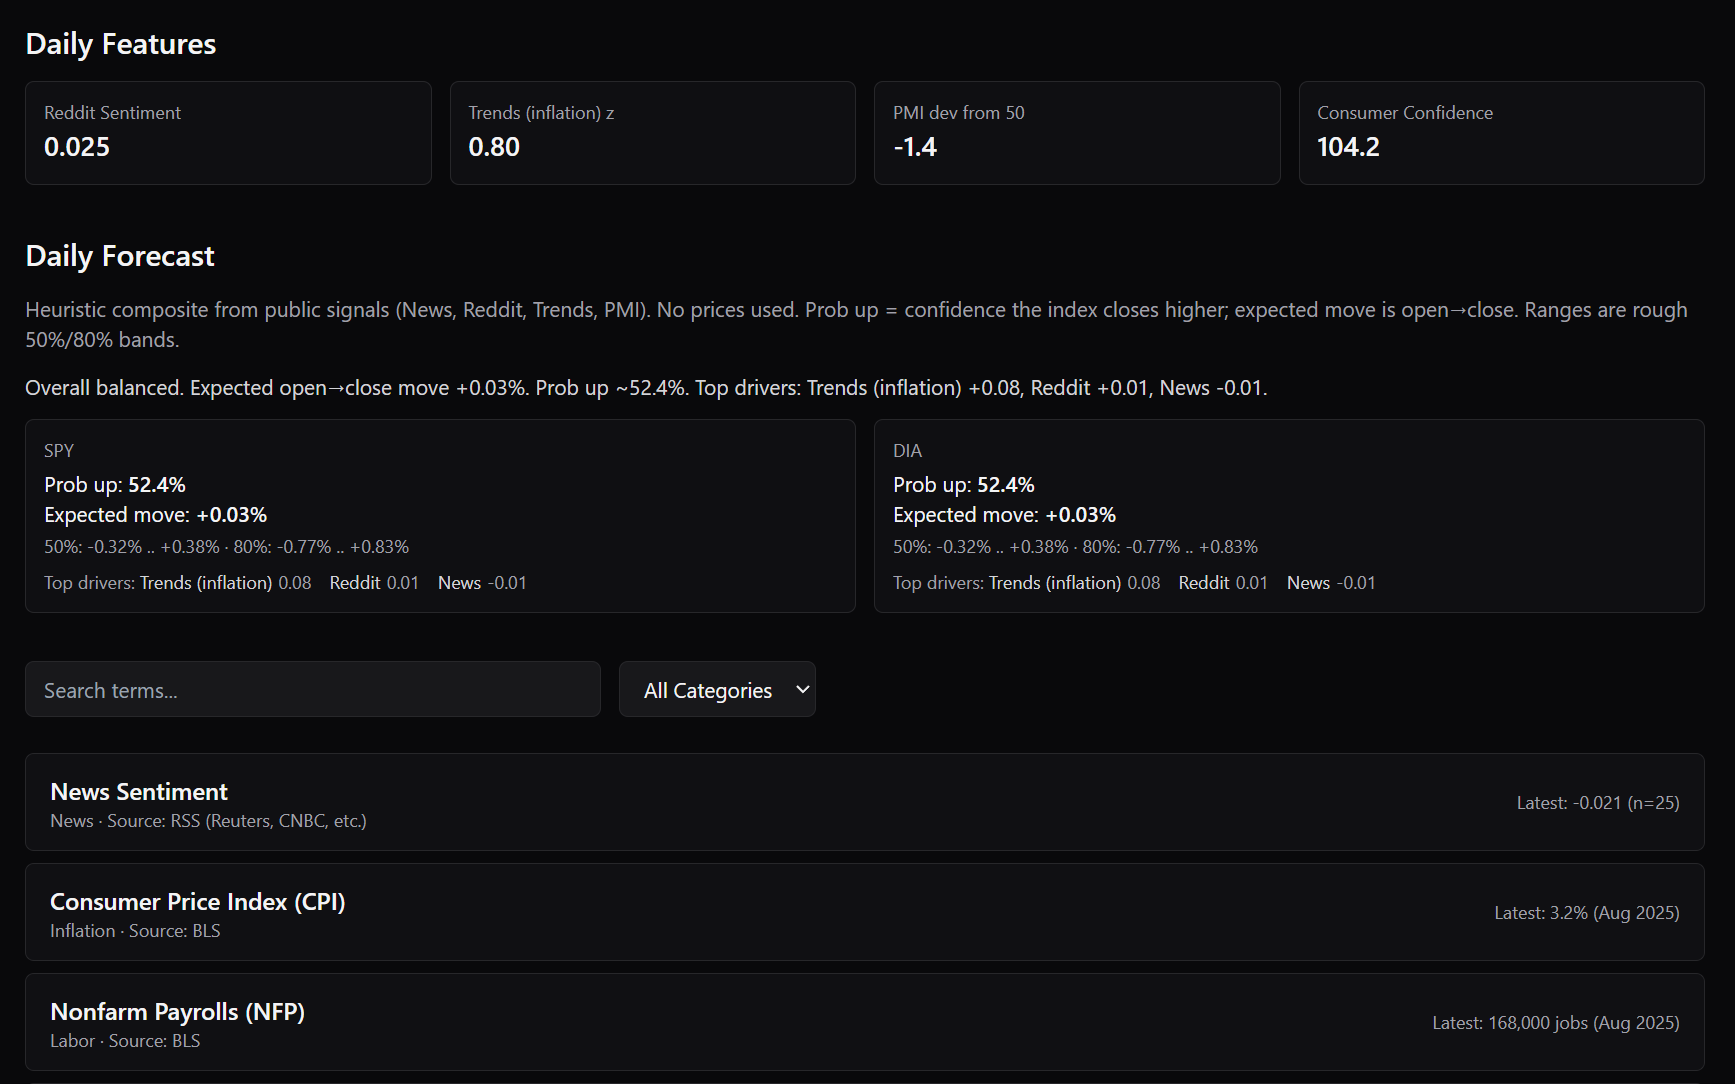 Daily Features
Reddit Sentiment
0.025
Trends (inflation) z
0.80
PMI dev from 50
-1.4
Consumer Confidence
104.2
Daily Forecast
Heuristic composite from public signals (News, Reddit, Trends, PMI). No prices used. Prob up = confidence the index closes higher; expected move is open→close. Ranges are rough
50%/80% bands.
Overall balanced. Expected open→close move +0.03%. Prob up ~52.4%. Top drivers: Trends (inflation) +0.08, Reddit +0.01, News -0.01.
SPY
Prob up: 52.4%
Expected move: +0.03%
50%: -0.32% .. +0.38% · 80%: -0.77% .. +0.83%
Top drivers: Trends (inflation) 0.08 Reddit 0.01 News -0.01
DIA
Prob up: 52.4%
Expected move: +0.03%
50%: -0.32% .. +0.38% · 80%: -0.77% .. +0.83%
Top drivers: Trends (inflation) 0.08 Reddit 0.01 News -0.01
Search terms...
All Categories
News Sentiment
News · Source: RSS (Reuters, CNBC, etc.)
Latest: -0.021 (n=25)
Consumer Price Index (CPI)
Inflation · Source: BLS
Latest: 3.2% (Aug 2025)
Nonfarm Payrolls (NFP)
Labor · Source: BLS
Latest: 168,000 jobs (Aug 2025)